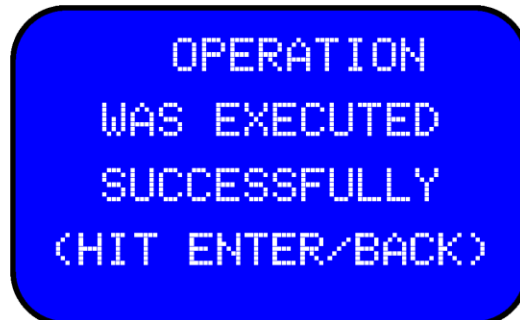 OPERATION
WAS EXECUTED
SUCCESSFULLY
(HIT ENTER/BACK)